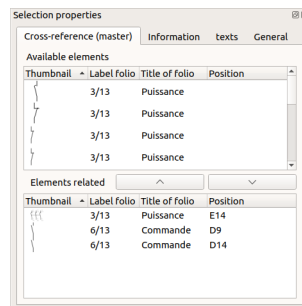 Selection properties
Cross-reference (master) Information texts General
Available elements
Thumbnail Label folio Title of folio Position
3/13 Puissance
3/13 Puissance
3/13 Puissance
3/13 Puissance
Elements related
Thumbnail Label folio Title of folio Position
3/13 Puissance E14
6/13 Commande D9
6/13 Commande D14